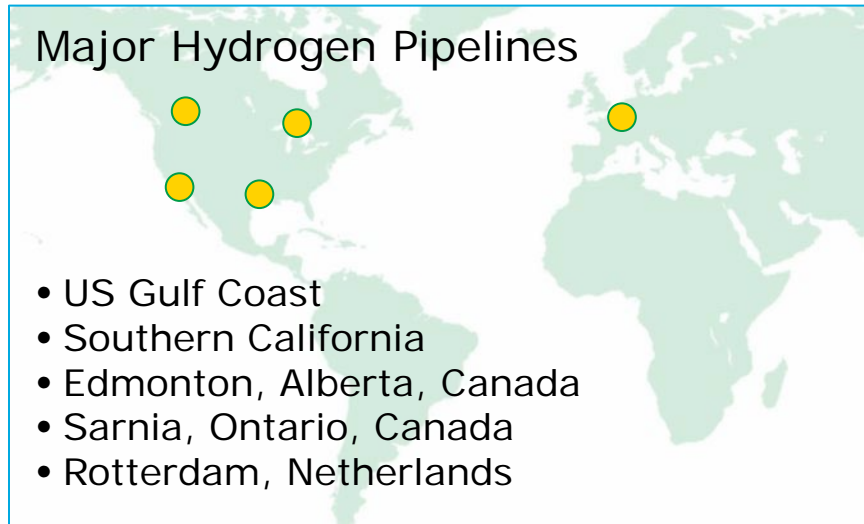 Major Hydrogen Pipelines
• US Gulf Coast
• Southern California
• Edmonton, Alberta, Canada
• Sarnia, Ontario, Canada
• Rotterdam, Netherlands